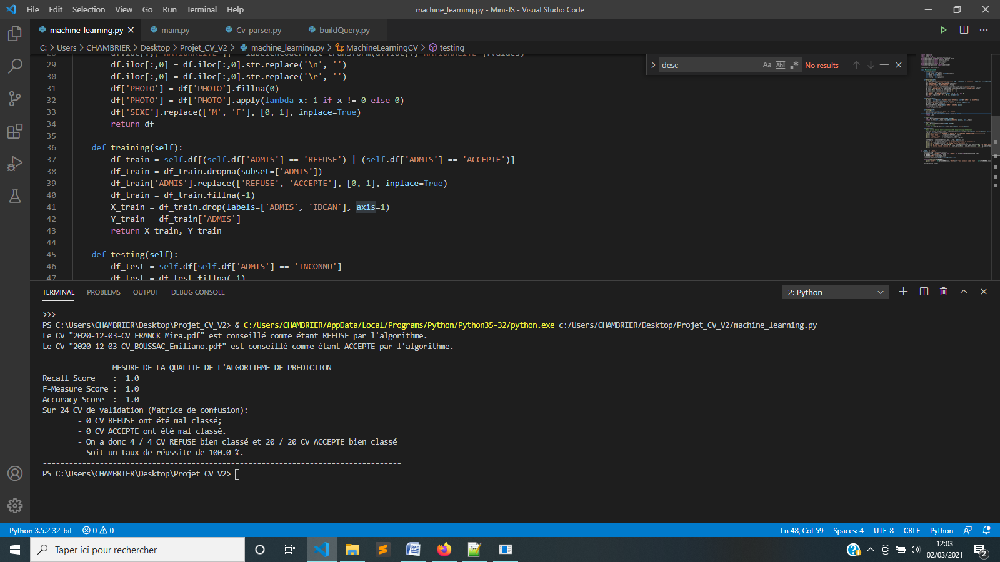 File Edit Selection View Go Run Terminal Help
machine_learning.py - Mini-JS - Visual Studio Code
machine_learning.py main.py Cv_parser.py buildQuery.py
C: > Users > CHAMBRIER > Desktop > Projet_CV_V2 > machine_learning.py > MachineLearningCV > testing
desc
Aa Abl No results
29 df.iloc[:,0] = df.iloc[:,0].str.replace('\n', '')
30 df.iloc[:,0] = df.iloc[:,0].str.replace('\r', '')
31 df['PHOTO'] = df['PHOTO'].fillna(0)
32 df['PHOTO'] = df['PHOTO'].apply(lambda x: 1 if x != 0 else 0)
33 df['SEXE'].replace(['M', 'F'], [0, 1], inplace=True)
34 return df
35
36 def training(self):
37 df_train = self.df[(self.df['ADMIS'] == 'REFUSE') | (self.df['ADMIS'] == 'ACCEPTE')]
38 df_train = df_train.dropna(subset=['ADMIS'])
39 df_train['ADMIS'].replace(['REFUSE', 'ACCEPTE'], [0, 1], inplace=True)
40 df_train = df_train.fillna(-1)
41 X_train = df_train.drop(labels=['ADMIS', 'IDCAN'], axis=1)
42 Y_train = df_train['ADMIS']
43 return X_train, Y_train
44
45 def testing(self):
46 df_test = self.df[self.df['ADMIS'] == 'INCONNU']
47 df_test = df_test.fillna(-1)
TERMINAL PROBLEMS OUTPUT DEBUG CONSOLE
2: Python
>>>
PS C:\Users\CHAMBRIER\Desktop\Projet_CV_V2> & C:/Users/CHAMBRIER/AppData/Local/Programs/Python/Python35-32/python.exe c:/Users/CHAMBRIER/Desktop/Projet_CV_V2/machine_learning.py
Le CV "2020-12-03-CV_FRANCK_Mira.pdf" est conseillé comme étant REFUSE par l'algorithme.
Le CV "2020-12-03-CV_BOUSSAC_Emiliano.pdf" est conseillé comme étant ACCEPTE par l'algorithme.
--------------- MESURE DE LA QUALITE DE L'ALGORITHME DE PREDICTION ---------------
Recall Score : 1.0
F-Measure Score : 1.0
Accuracy Score : 1.0
Sur 24 CV de validation (Matrice de confusion):
- 0 CV REFUSE ont été mal classé;
- 0 CV ACCEPTE ont été mal classé.
- On a donc 4 / 4 CV REFUSE bien classé et 20 / 20 CV ACCEPTE bien classé
- Soit un taux de réussite de 100.0 %.
----------------------------------------------------------------------------------
PS C:\Users\CHAMBRIER\Desktop\Projet_CV_V2>
Python 3.5.2 32-bit 0 0
Ln 48, Col 59 Spaces: 4 UTF-8 CRLF Python
Taper ici pour rechercher
12:03
02/03/2021
2